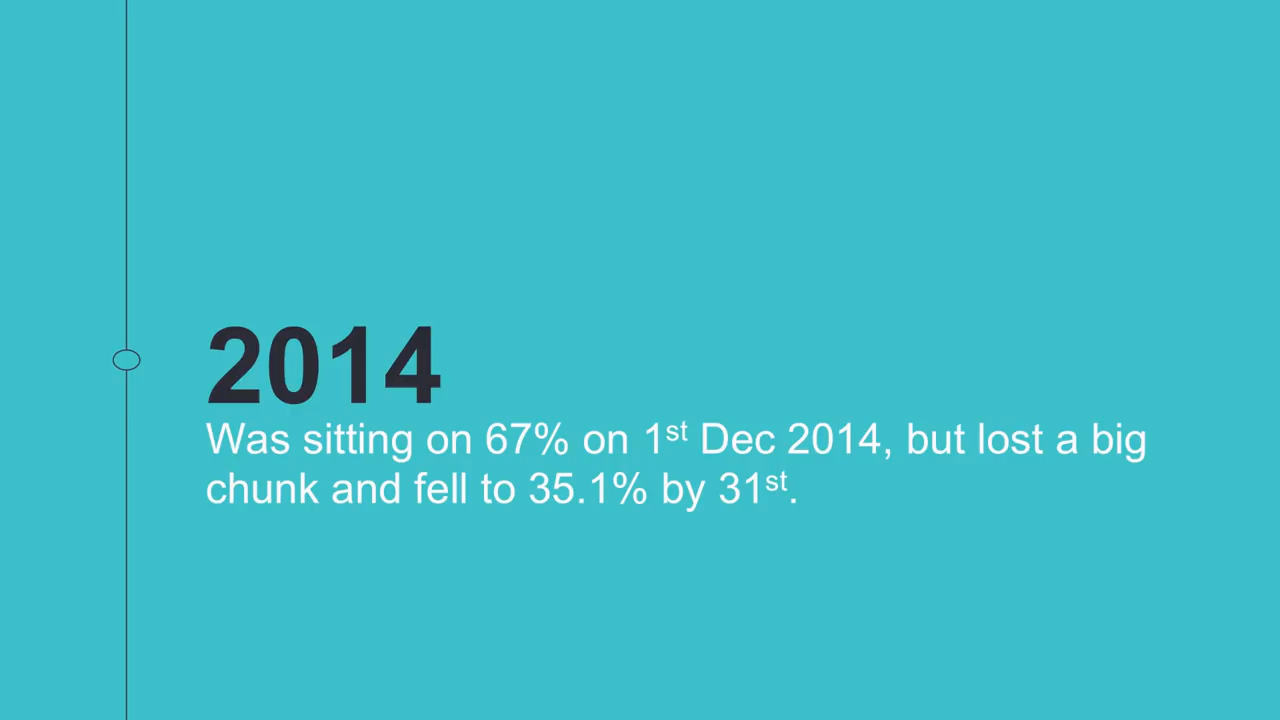 2014
Was sitting on 67% on 1st Dec 2014, but lost a big
chunk and fell to 35.1% by 31st.